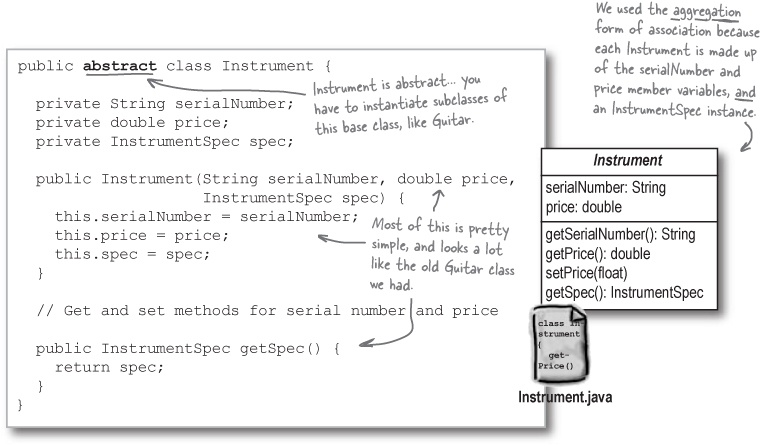 public abstract class Instrument {
private String serialNumber;
private double price;
private InstrumentSpec spec;
public Instrument(String serialNumber, double price,
InstrumentSpec spec) {
this.serialNumber = serialNumber;
this.price = price;
this.spec = spec;
}
// Get and set methods for serial number and price
public InstrumentSpec getSpec() {
return spec;
}
}
Instrument is abstract... you
have to instantiate subclasses of
this base class, like Guitar.
Most of this is pretty
simple, and looks a lot
like the old Guitar class
we had.
We used the aggregation
form of association because
each Instrument is made up
of the serialNumber and
price member variables, and
an InstrumentSpec instance.
Instrument
serialNumber: String
price: double
getSerialNumber(): String
getPrice(): double
setPrice(float)
getSpec(): InstrumentSpec
class In-
strument
{
get-
Price()
Instrument.java